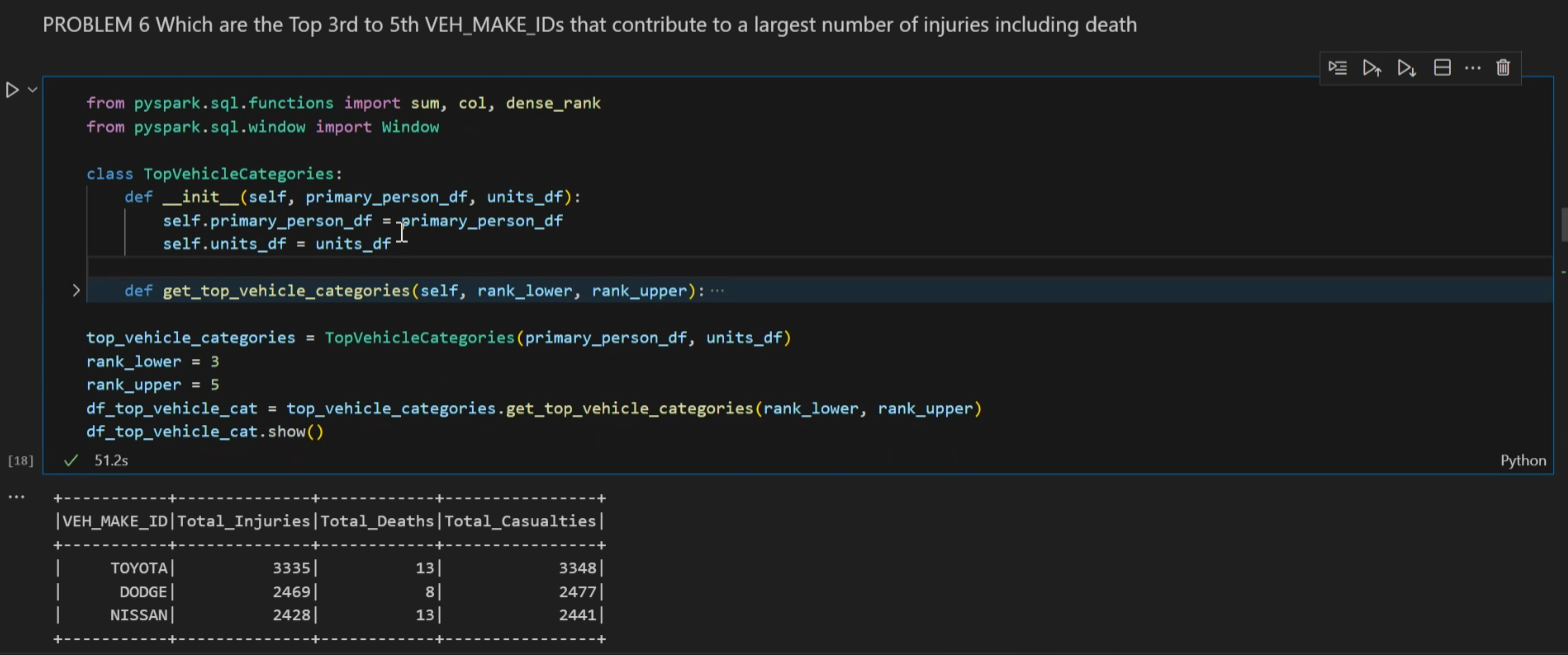 PROBLEM 6 Which are the Top 3rd to 5th VEH_MAKE_IDs that contribute to a largest number of injuries including death
from pyspark.sql.functions import sum, col, dense_rank
from pyspark.sql.window import Window
class TopVehicleCategories:
def __init__(self, primary_person_df, units_df):
self.primary_person_df = primary_person_df
self.units_df = units_df
def get_top_vehicle_categories(self, rank_lower, rank_upper): ···
top_vehicle_categories = TopVehicleCategories(primary_person_df, units_df)
rank_lower = 3
rank_upper = 5
df_top_vehicle_cat = top_vehicle_categories.get_top_vehicle_categories(rank_lower, rank_upper)
df_top_vehicle_cat.show()
[18] ✓ 51.2s Python
+-----------+--------------+------------+----------------+
|VEH_MAKE_ID|Total_Injuries|Total_Deaths|Total_Casualties|
+-----------+--------------+------------+----------------+
|     TOYOTA|          3335|          13|            3348|
|      DODGE|          2469|           8|            2477|
|     NISSAN|          2428|          13|            2441|
+-----------+--------------+------------+----------------+